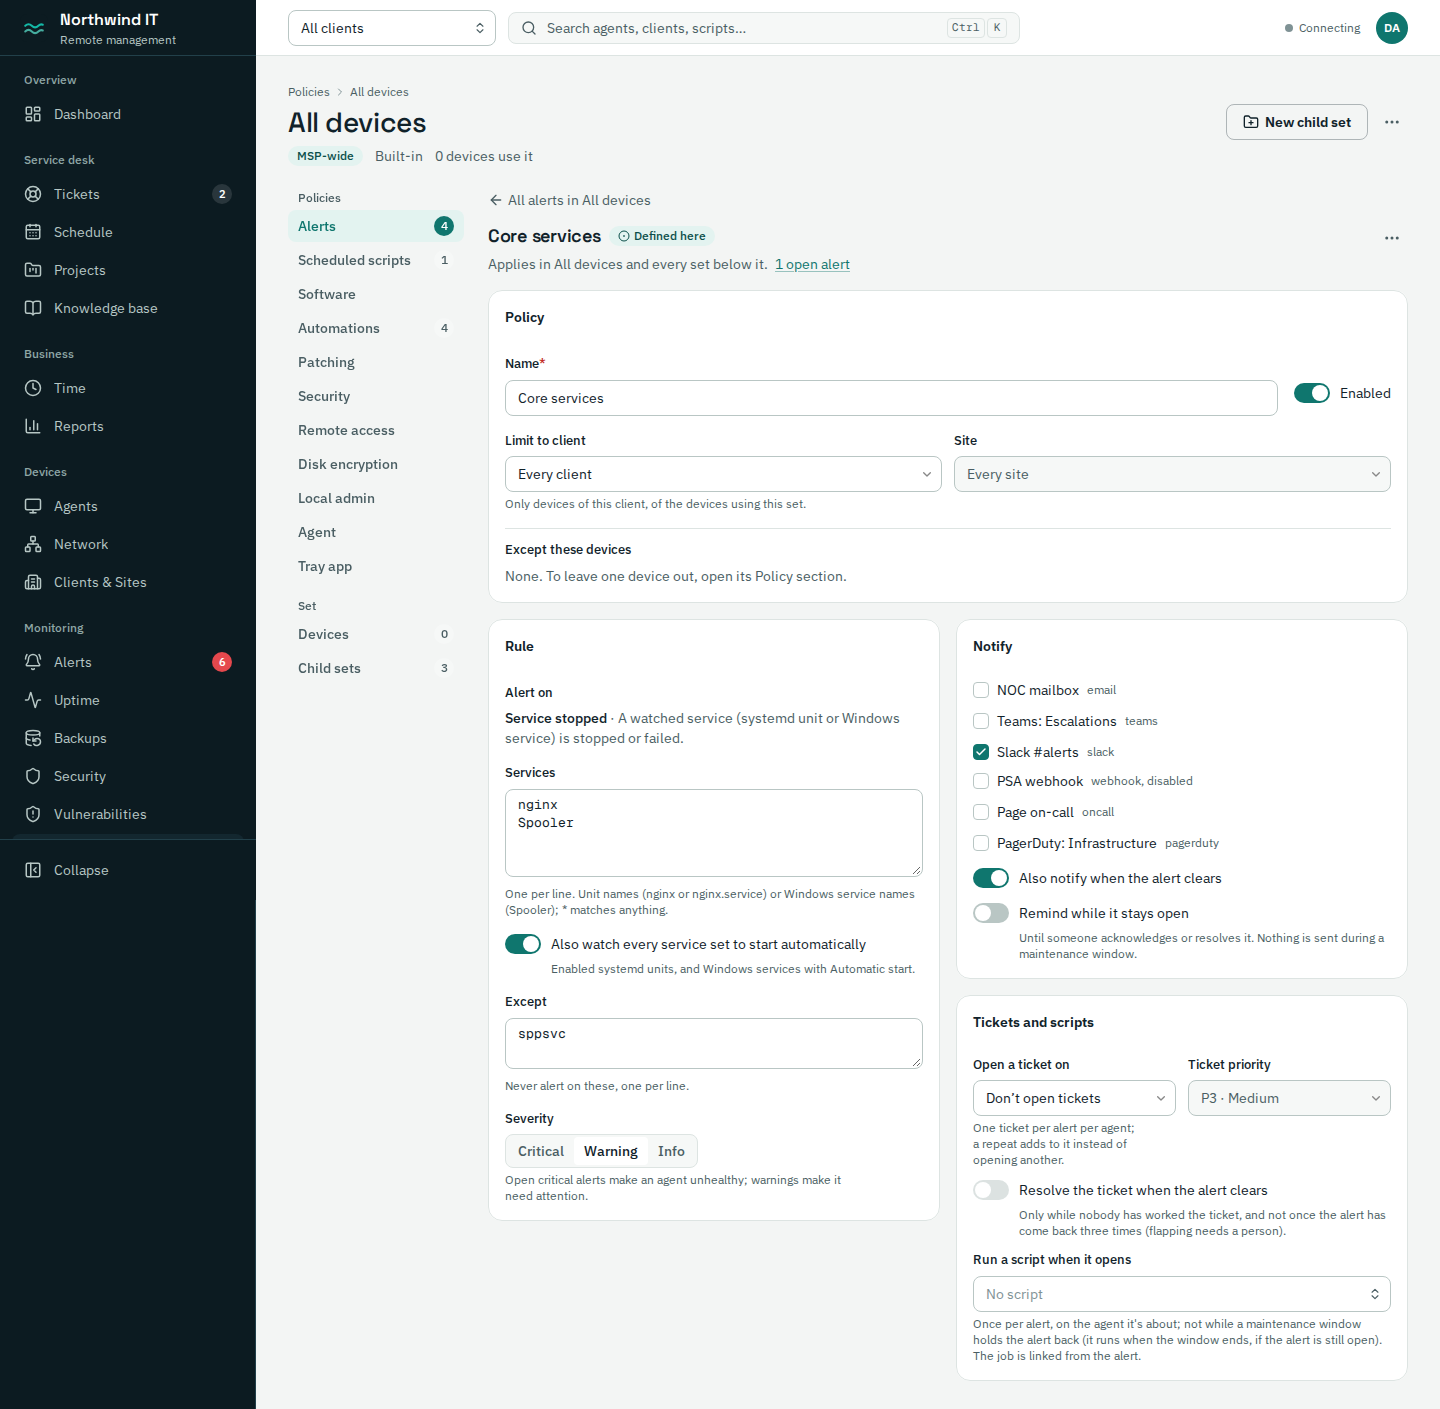 Northwind IT
Remote management
Overview
Dashboard
Service desk
Tickets 2
Schedule
Projects
Knowledge base
Business
Time
Reports
Devices
Agents
Network
Clients & Sites
Monitoring
Alerts 6
Uptime
Backups
Security
Vulnerabilities
Collapse
All clients
Search agents, clients, scripts... Ctrl K
Connecting DA
Policies > All devices
All devices
MSP-wide Built-in 0 devices use it
New child set
Policies
Alerts 4
Scheduled scripts 1
Software
Automations 4
Patching
Security
Remote access
Disk encryption
Local admin
Agent
Tray app
Set
Devices 0
Child sets 3
All alerts in All devices
Core services Defined here
Applies in All devices and every set below it. 1 open alert
Policy
Name*
Core services
Enabled
Limit to client
Every client
Site
Every site
Only devices of this client, of the devices using this set.
Except these devices
None. To leave one device out, open its Policy section.
Rule
Alert on
Service stopped · A watched service (systemd unit or Windows
service) is stopped or failed.
Services
nginx
Spooler
One per line. Unit names (nginx or nginx.service) or Windows service names
(Spooler); * matches anything.
Also watch every service set to start automatically
Enabled systemd units, and Windows services with Automatic start.
Except
sppsvc
Never alert on these, one per line.
Severity
Critical Warning Info
Open critical alerts make an agent unhealthy; warnings make it
need attention.
Notify
NOC mailbox email
Teams: Escalations teams
Slack #alerts slack
PSA webhook webhook, disabled
Page on-call oncall
PagerDuty: Infrastructure pagerduty
Also notify when the alert clears
Remind while it stays open
Until someone acknowledges or resolves it. Nothing is sent during a
maintenance window.
Tickets and scripts
Open a ticket on
Don’t open tickets
One ticket per alert per agent;
a repeat adds to it instead of
opening another.
Ticket priority
P3 · Medium
Resolve the ticket when the alert clears
Only while nobody has worked the ticket, and not once the alert has
come back three times (flapping needs a person).
Run a script when it opens
No script
Once per alert, on the agent it's about; not while a maintenance window
holds the alert back (it runs when the window ends, if the alert is still open).
The job is linked from the alert.